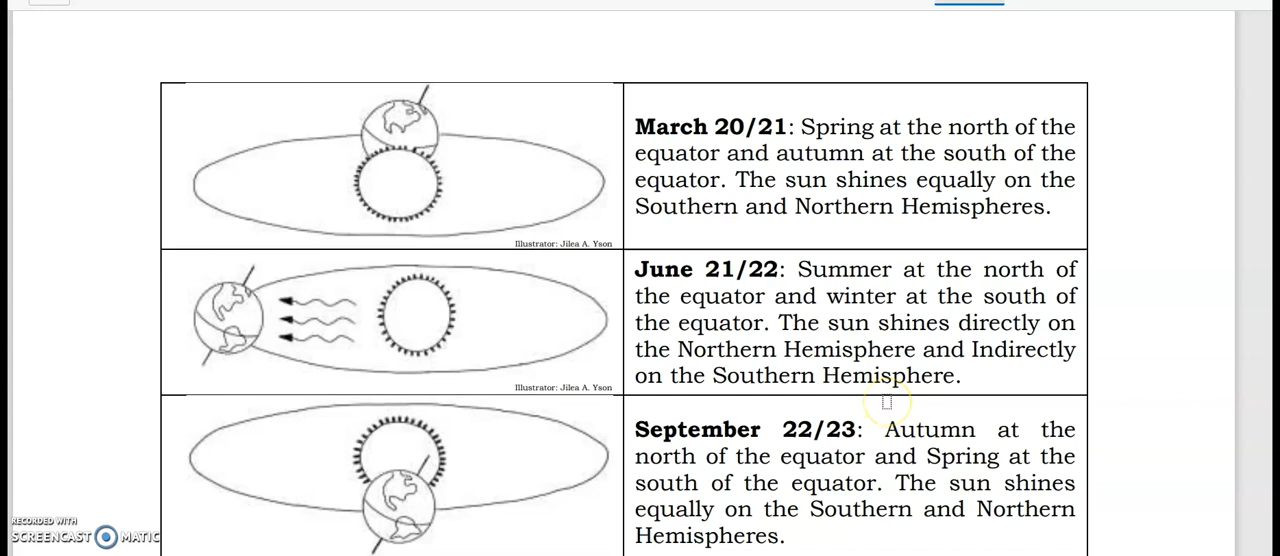 March 20/21: Spring at the north of the
equator and autumn at the south of the
equator. The sun shines equally on the
Southern and Northern Hemispheres.
Illustrator: Jilea A. Yson
June 21/22: Summer at the north of
the equator and winter at the south of
the equator. The sun shines directly on
the Northern Hemisphere and Indirectly
on the Southern Hemisphere.
Illustrator: Jilea A. Yson
September 22/23: Autumn at the
north of the equator and Spring at the
south of the equator. The sun shines
equally on the Southern and Northern
Hemispheres.
RECORDED WITH
SCREENCAST MATIC